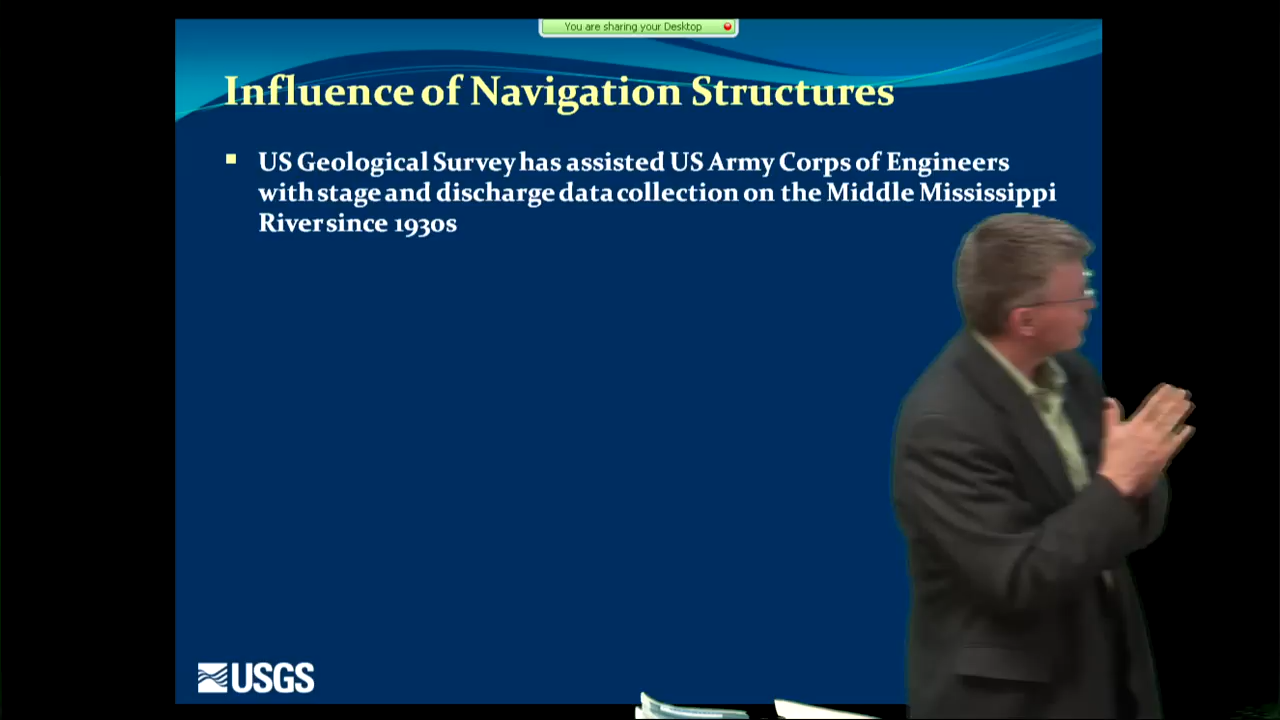 You are sharing your Desktop
Influence of Navigation Structures
US Geological Survey has assisted US Army Corps of Engineers
with stage and discharge data collection on the Middle Mississippi
River since 1930s
USGS